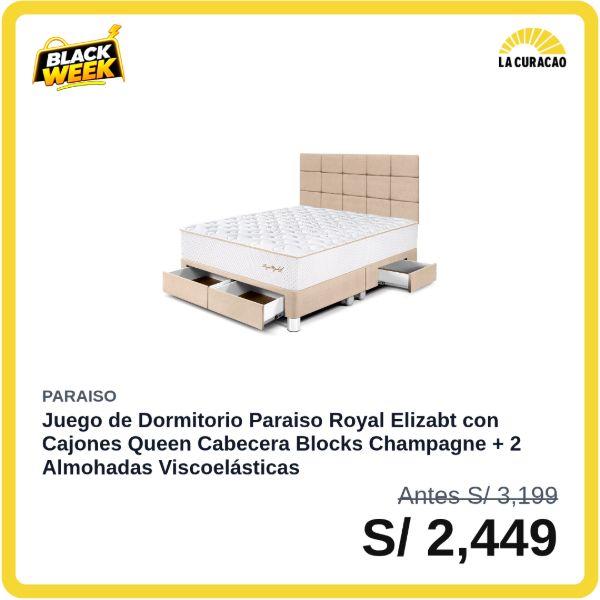 BLACK
WEEK
LA CURACAO
PARAISO
Juego de Dormitorio Paraiso Royal Elizabt con
Cajones Queen Cabecera Blocks Champagne + 2
Almohadas Viscoelásticas
Antes S/ 3,199
S/ 2,449